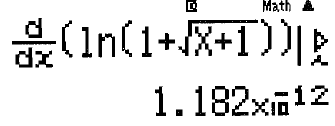 D Math ▲
d/dx(ln(1+√X+1))|▷
1.182×10⁻¹²